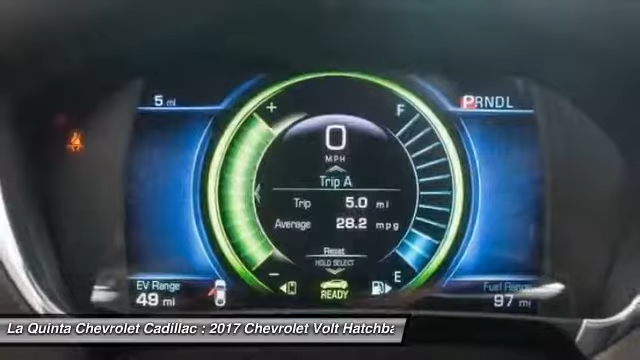 5 mi
PRNDL
+
F
0
MPH
Trip A
Trip 5.0 mi
Average 28.2 mpg
Reset
HOLD SELECT
- E
READY
EV Range
49 mi
Fuel Range
97 mi
La Quinta Chevrolet Cadillac : 2017 Chevrolet Volt Hatchba